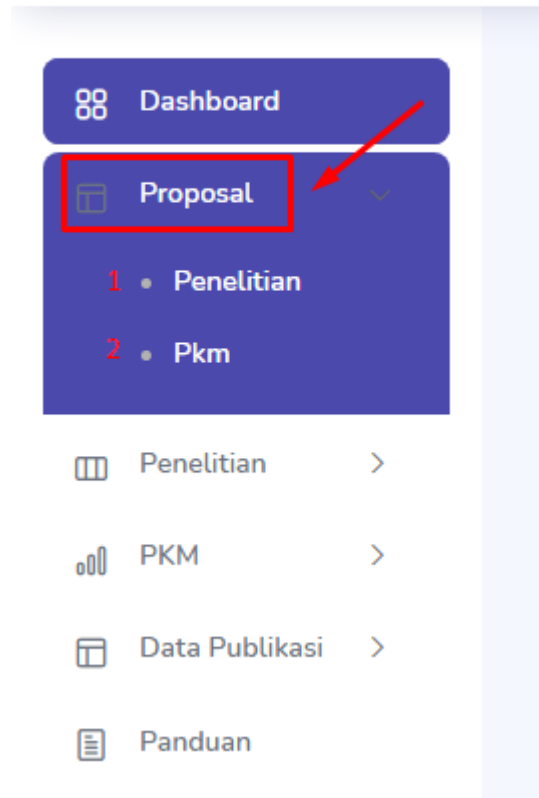 Dashboard
Proposal
1 • Penelitian
2 • Pkm
Penelitian
PKM
Data Publikasi
Panduan